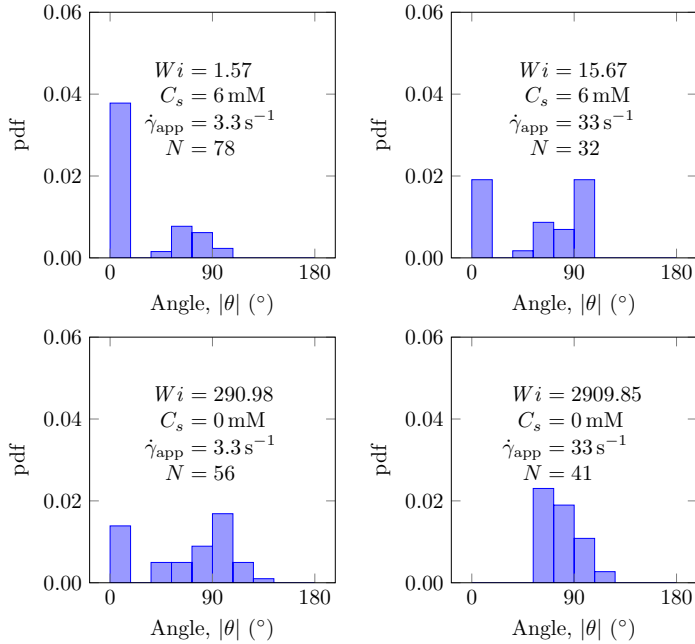 0.06
0.04
0.02
0.00
pdf
Wi = 1.57
C_s = 6 mM
γ̇_app = 3.3 s⁻¹
N = 78
0 90 180
Angle, |θ| (°)
0.06
0.04
0.02
0.00
pdf
Wi = 15.67
C_s = 6 mM
γ̇_app = 33 s⁻¹
N = 32
0 90 180
Angle, |θ| (°)
0.06
0.04
0.02
0.00
pdf
Wi = 290.98
C_s = 0 mM
γ̇_app = 3.3 s⁻¹
N = 56
0 90 180
Angle, |θ| (°)
0.06
0.04
0.02
0.00
pdf
Wi = 2909.85
C_s = 0 mM
γ̇_app = 33 s⁻¹
N = 41
0 90 180
Angle, |θ| (°)